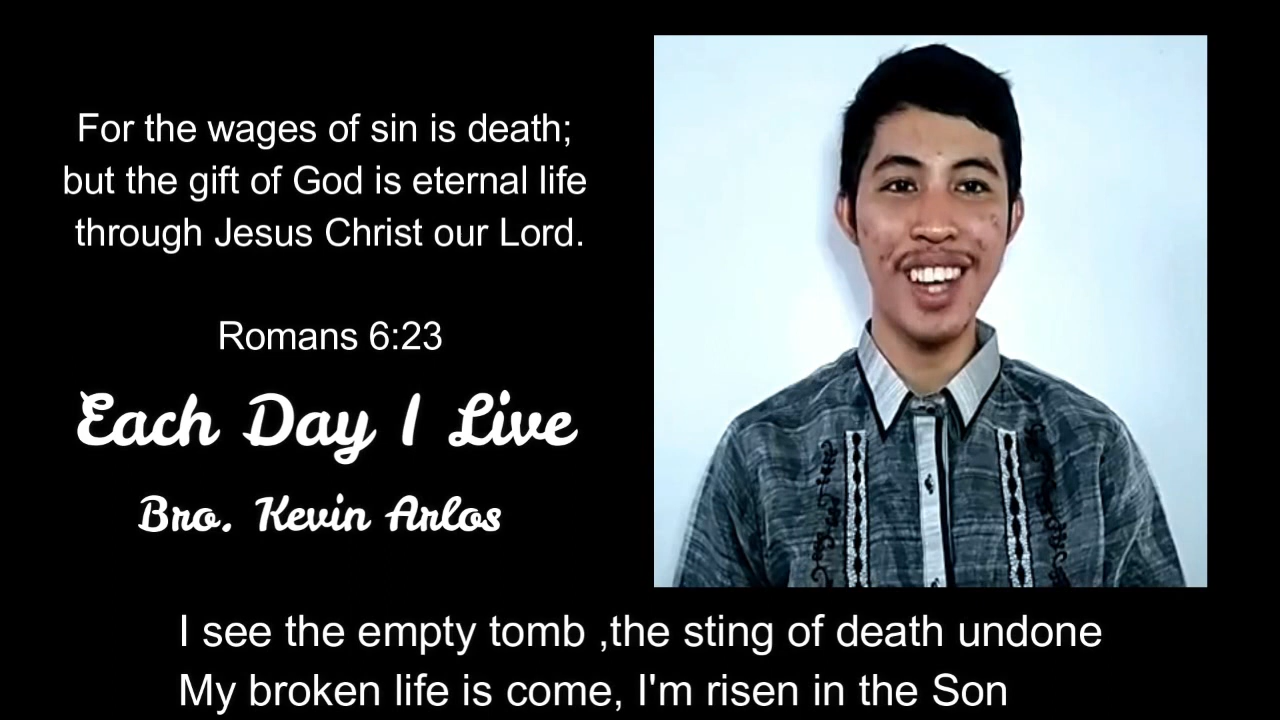 For the wages of sin is death;
but the gift of God is eternal life
through Jesus Christ our Lord.
Romans 6:23
Each Day I Live
Bro. Kevin Arlos
I see the empty tomb ,the sting of death undone
My broken life is come, I'm risen in the Son